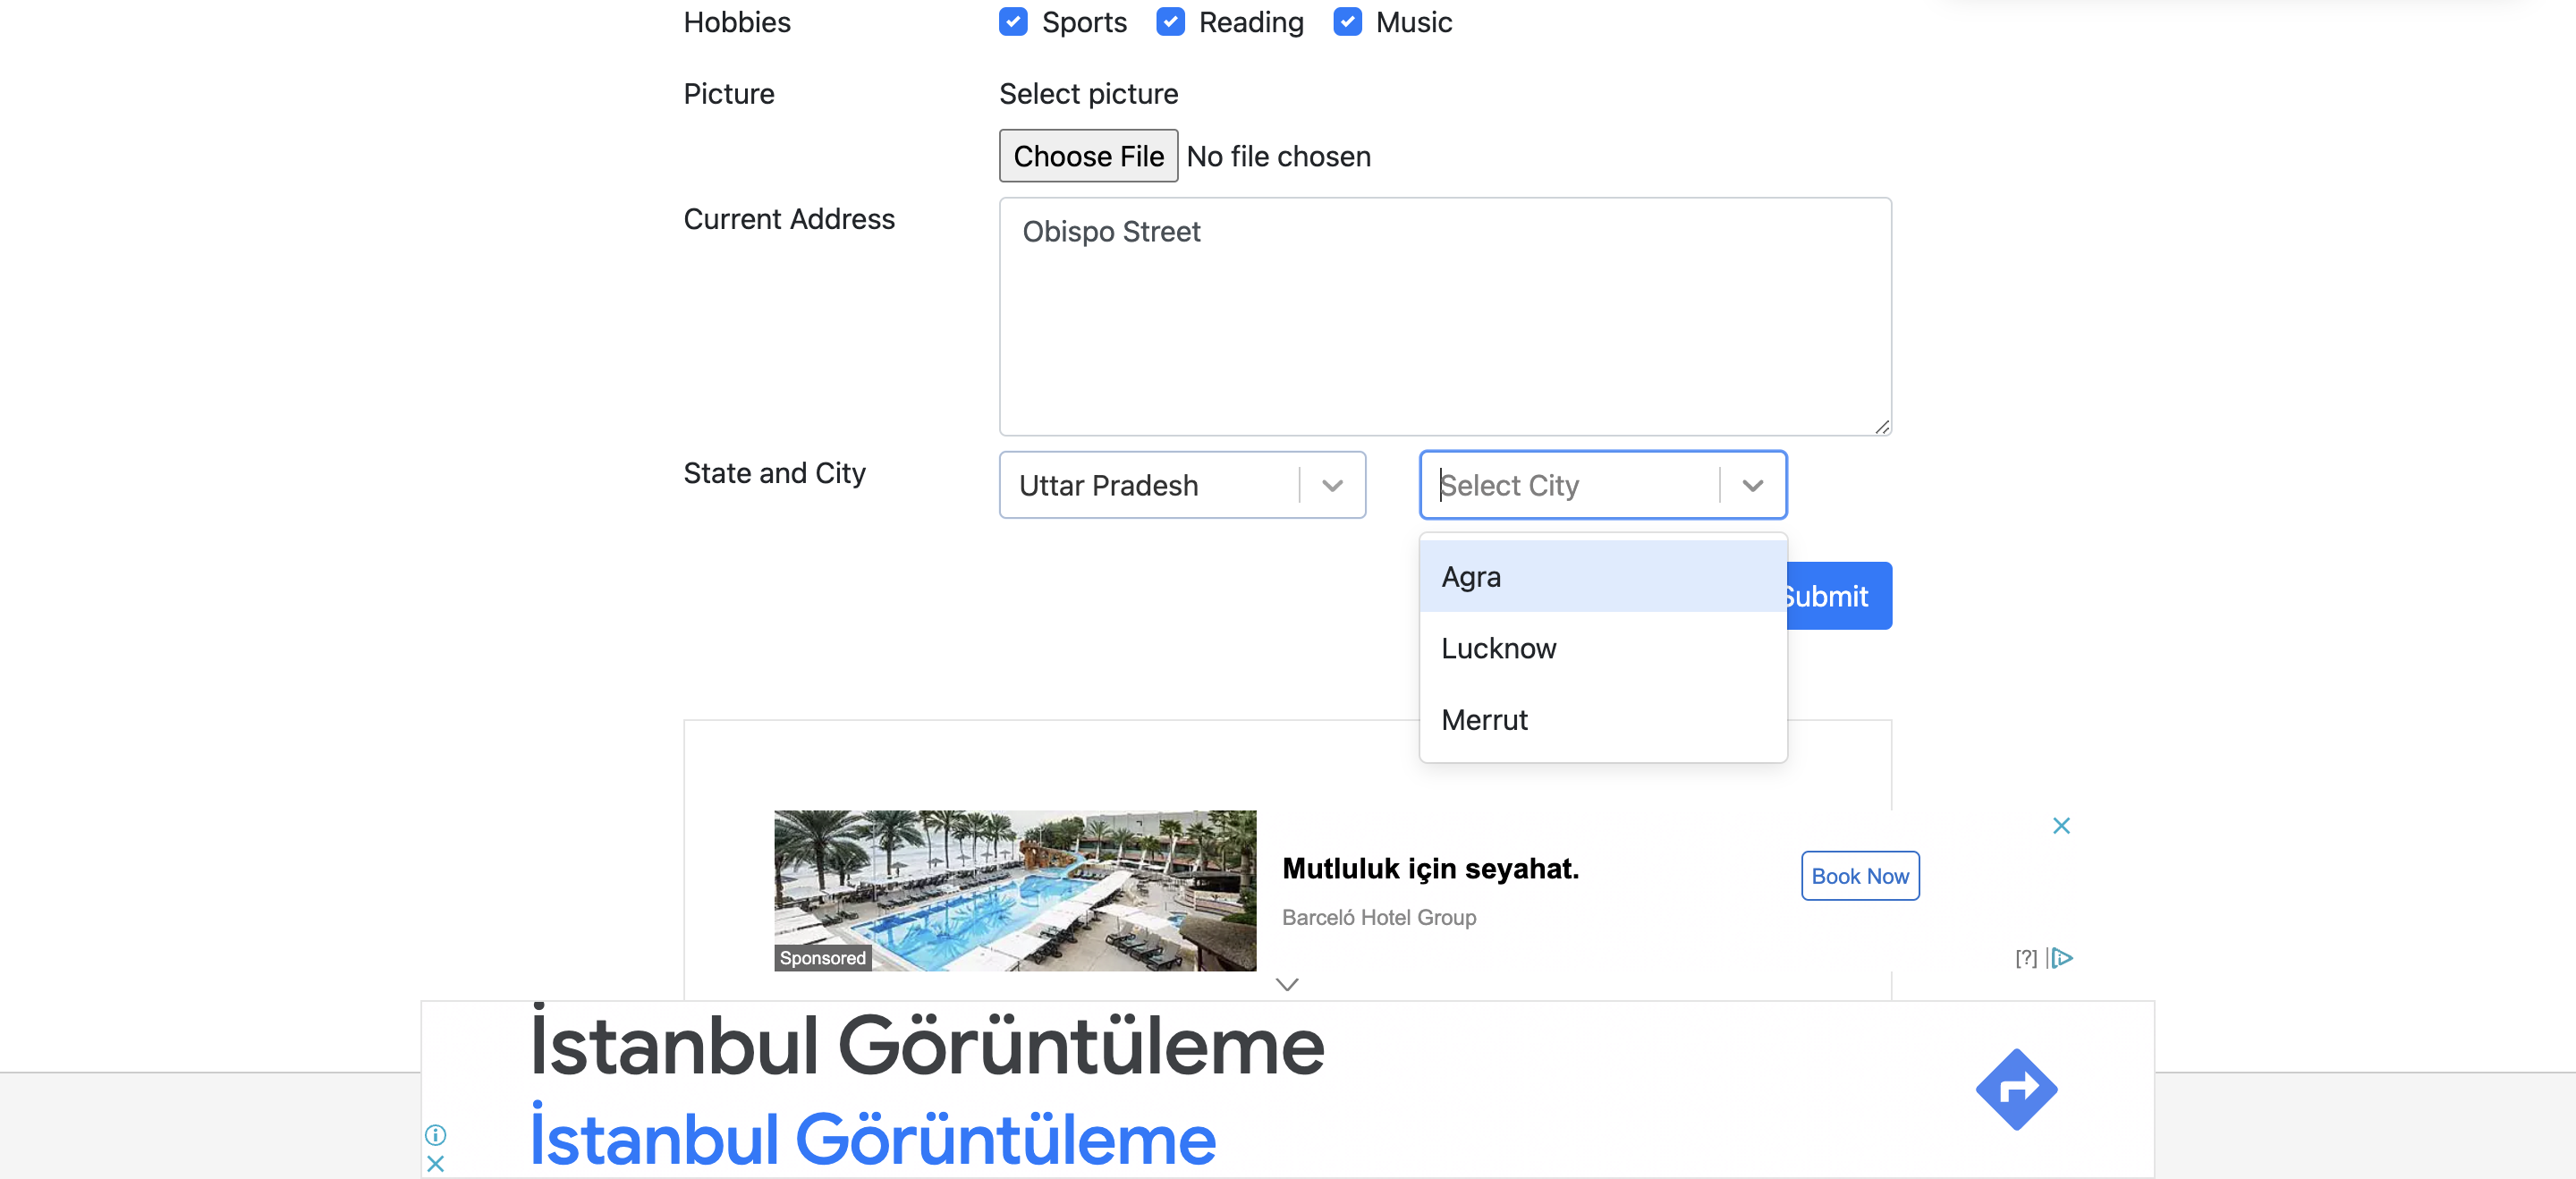 Hobbies Sports Reading Music
Picture Select picture
Choose File No file chosen
Current Address Obispo Street
State and City Uttar Pradesh Select City
Agra
Submit
Lucknow
Merrut
Mutluluk için seyahat.
Book Now
Barceló Hotel Group
Sponsored
[?]
İstanbul Görüntüleme
İstanbul Görüntüleme